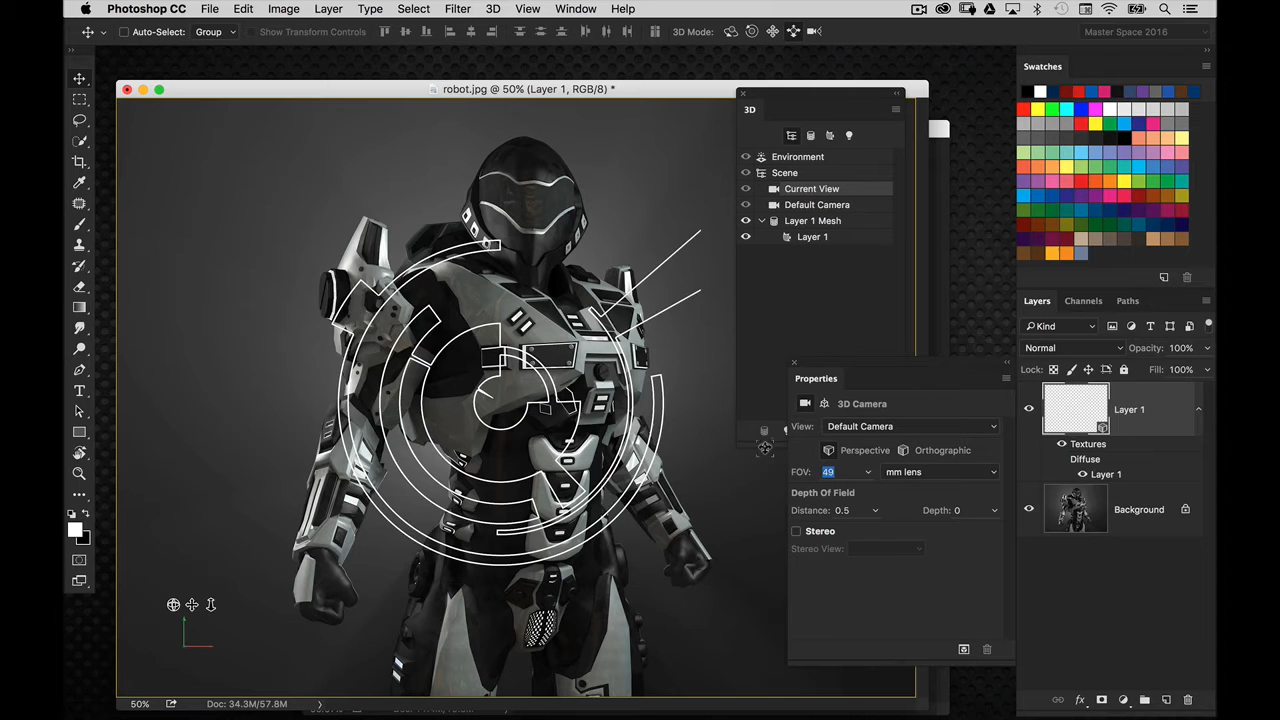 Photoshop CC File Edit Image Layer Type Select Filter 3D View Window Help
Auto-Select: Group Show Transform Controls 3D Mode: Master Space 2016
robot.jpg @ 50% (Layer 1, RGB/8) *
Swatches
3D
Environment
Scene
Current View
Default Camera
Layer 1 Mesh
Layer 1
Properties
3D Camera
View: Default Camera
Perspective Orthographic
FOV: 49 mm lens
Depth Of Field
Distance: 0.5 Depth: 0
Stereo
Stereo View:
Layers Channels Paths
Kind
Normal Opacity: 100%
Lock: Fill: 100%
Layer 1
Textures
Diffuse
Layer 1
Background
50% Doc: 34.3M/57.8M